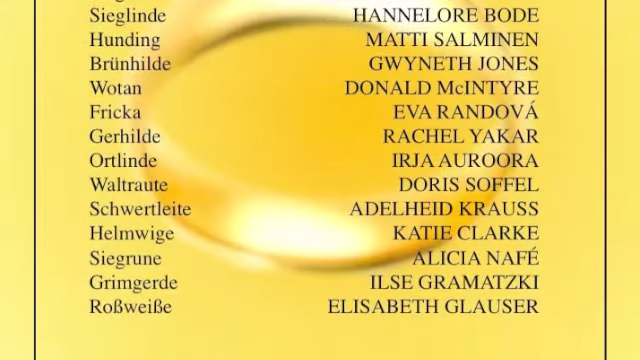 Sieglinde HANNELORE BODE
Hunding MATTI SALMINEN
Brünhilde GWYNETH JONES
Wotan DONALD McINTYRE
Fricka EVA RANDOVÁ
Gerhilde RACHEL YAKAR
Ortlinde IRJA AUROORA
Waltraute DORIS SOFFEL
Schwertleite ADELHEID KRAUSS
Helmwige KATIE CLARKE
Siegrune ALICIA NAFÉ
Grimgerde ILSE GRAMATZKI
Roßweiße ELISABETH GLAUSER